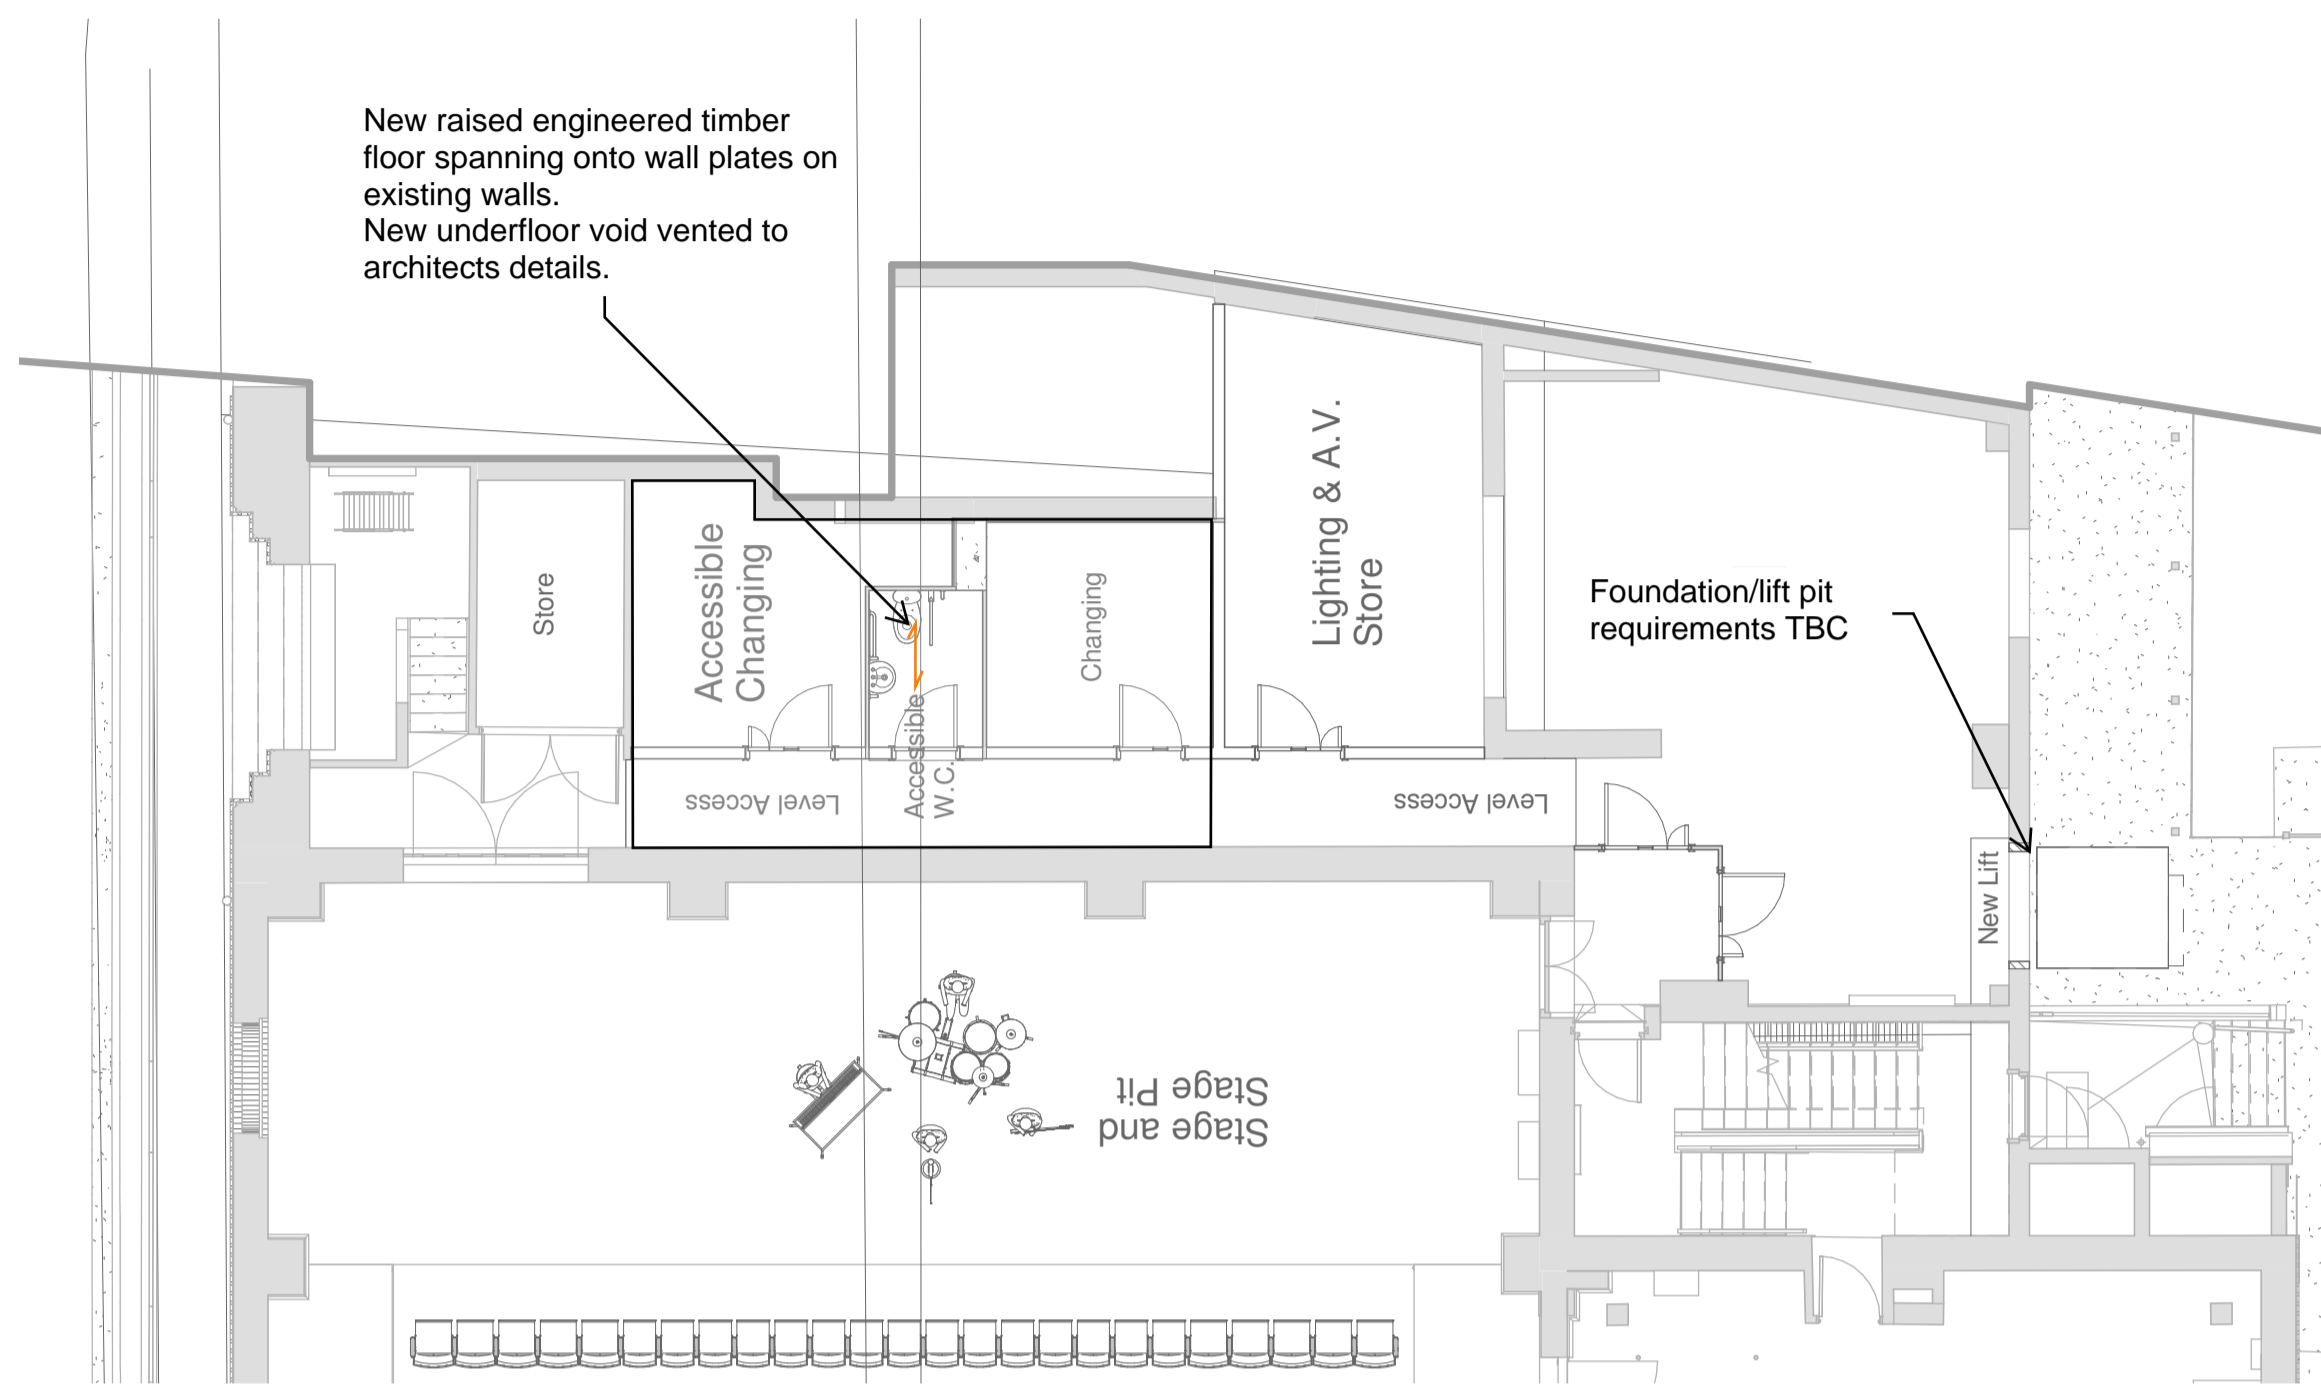 New raised engineered timber
floor spanning onto wall plates on
existing walls.
New underfloor void vented to
architects details.
Accessible
Changing
Store
Changing
Lighting & A.V.
Store
Foundation/lift pit
requirements TBC
Level Access
Accessible
W.C.
Level Access
New Lift
Stage and
Stage Pit